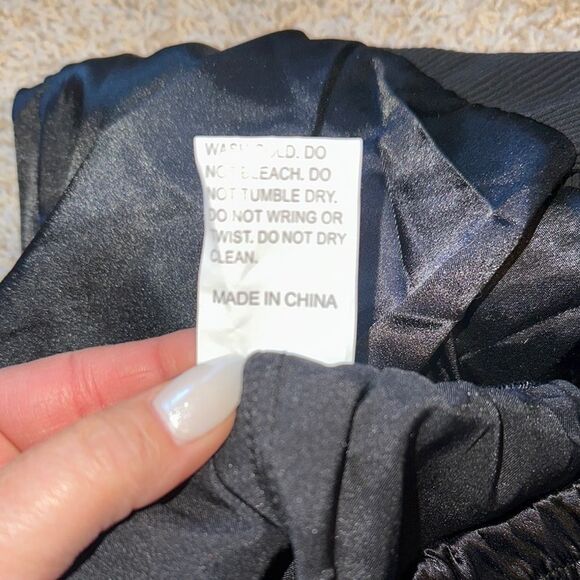 WASH COLD. DO
NOT BLEACH. DO
NOT TUMBLE DRY.
DO NOT WRING OR
TWIST. DO NOT DRY
CLEAN.
MADE IN CHINA